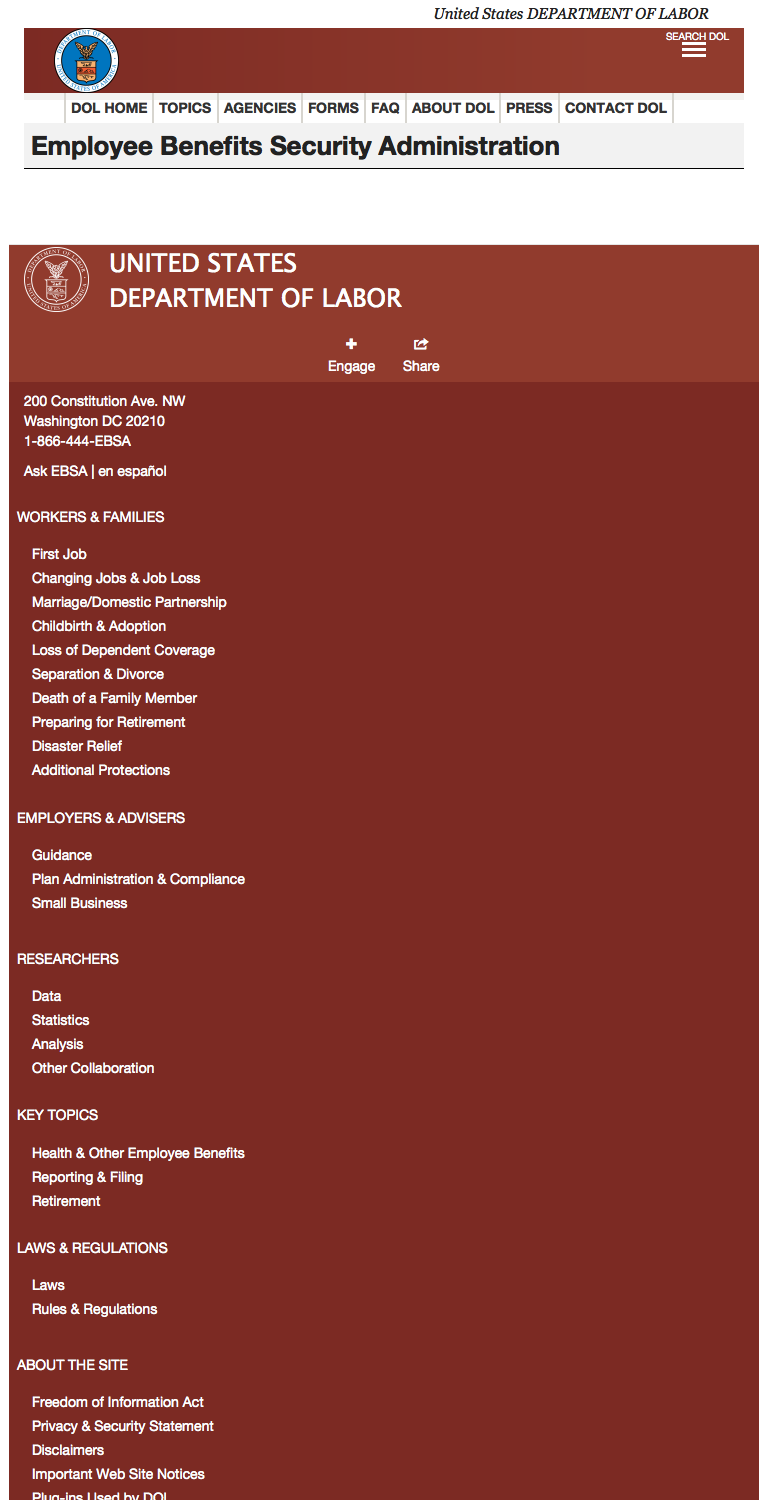 United States DEPARTMENT OF LABOR
SEARCH DOL
DOL HOME TOPICS AGENCIES FORMS FAQ ABOUT DOL PRESS CONTACT DOL
Employee Benefits Security Administration
UNITED STATES
DEPARTMENT OF LABOR
Engage Share
200 Constitution Ave. NW
Washington DC 20210
1-866-444-EBSA
Ask EBSA | en español
WORKERS & FAMILIES
First Job
Changing Jobs & Job Loss
Marriage/Domestic Partnership
Childbirth & Adoption
Loss of Dependent Coverage
Separation & Divorce
Death of a Family Member
Preparing for Retirement
Disaster Relief
Additional Protections
EMPLOYERS & ADVISERS
Guidance
Plan Administration & Compliance
Small Business
RESEARCHERS
Data
Statistics
Analysis
Other Collaboration
KEY TOPICS
Health & Other Employee Benefits
Reporting & Filing
Retirement
LAWS & REGULATIONS
Laws
Rules & Regulations
ABOUT THE SITE
Freedom of Information Act
Privacy & Security Statement
Disclaimers
Important Web Site Notices
Plug-ins Used by DOL